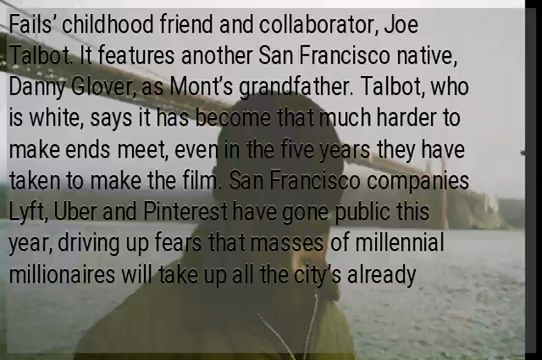 Fails’ childhood friend and collaborator, Joe
Talbot. It features another San Francisco native,
Danny Glover, as Mont’s grandfather. Talbot, who
is white, says it has become that much harder to
make ends meet, even in the five years they have
taken to make the film. San Francisco companies
Lyft, Uber and Pinterest have gone public this
year, driving up fears that masses of millennial
millionaires will take up all the city’s already